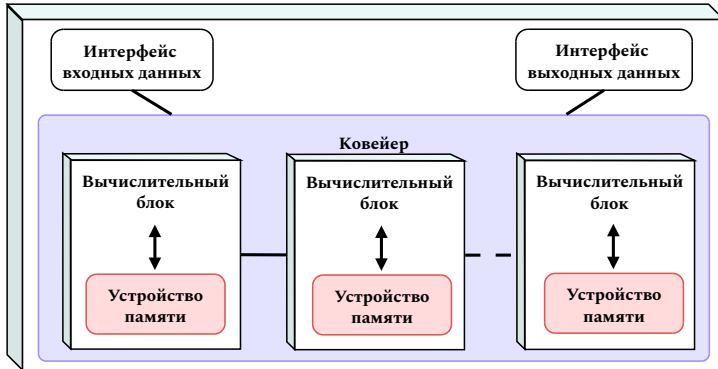 Интерфейс
входных данных
Интерфейс
выходных данных
Ковейер
Вычислительный
блок
Устройство
памяти
Вычислительный
блок
Устройство
памяти
Вычислительный
блок
Устройство
памяти